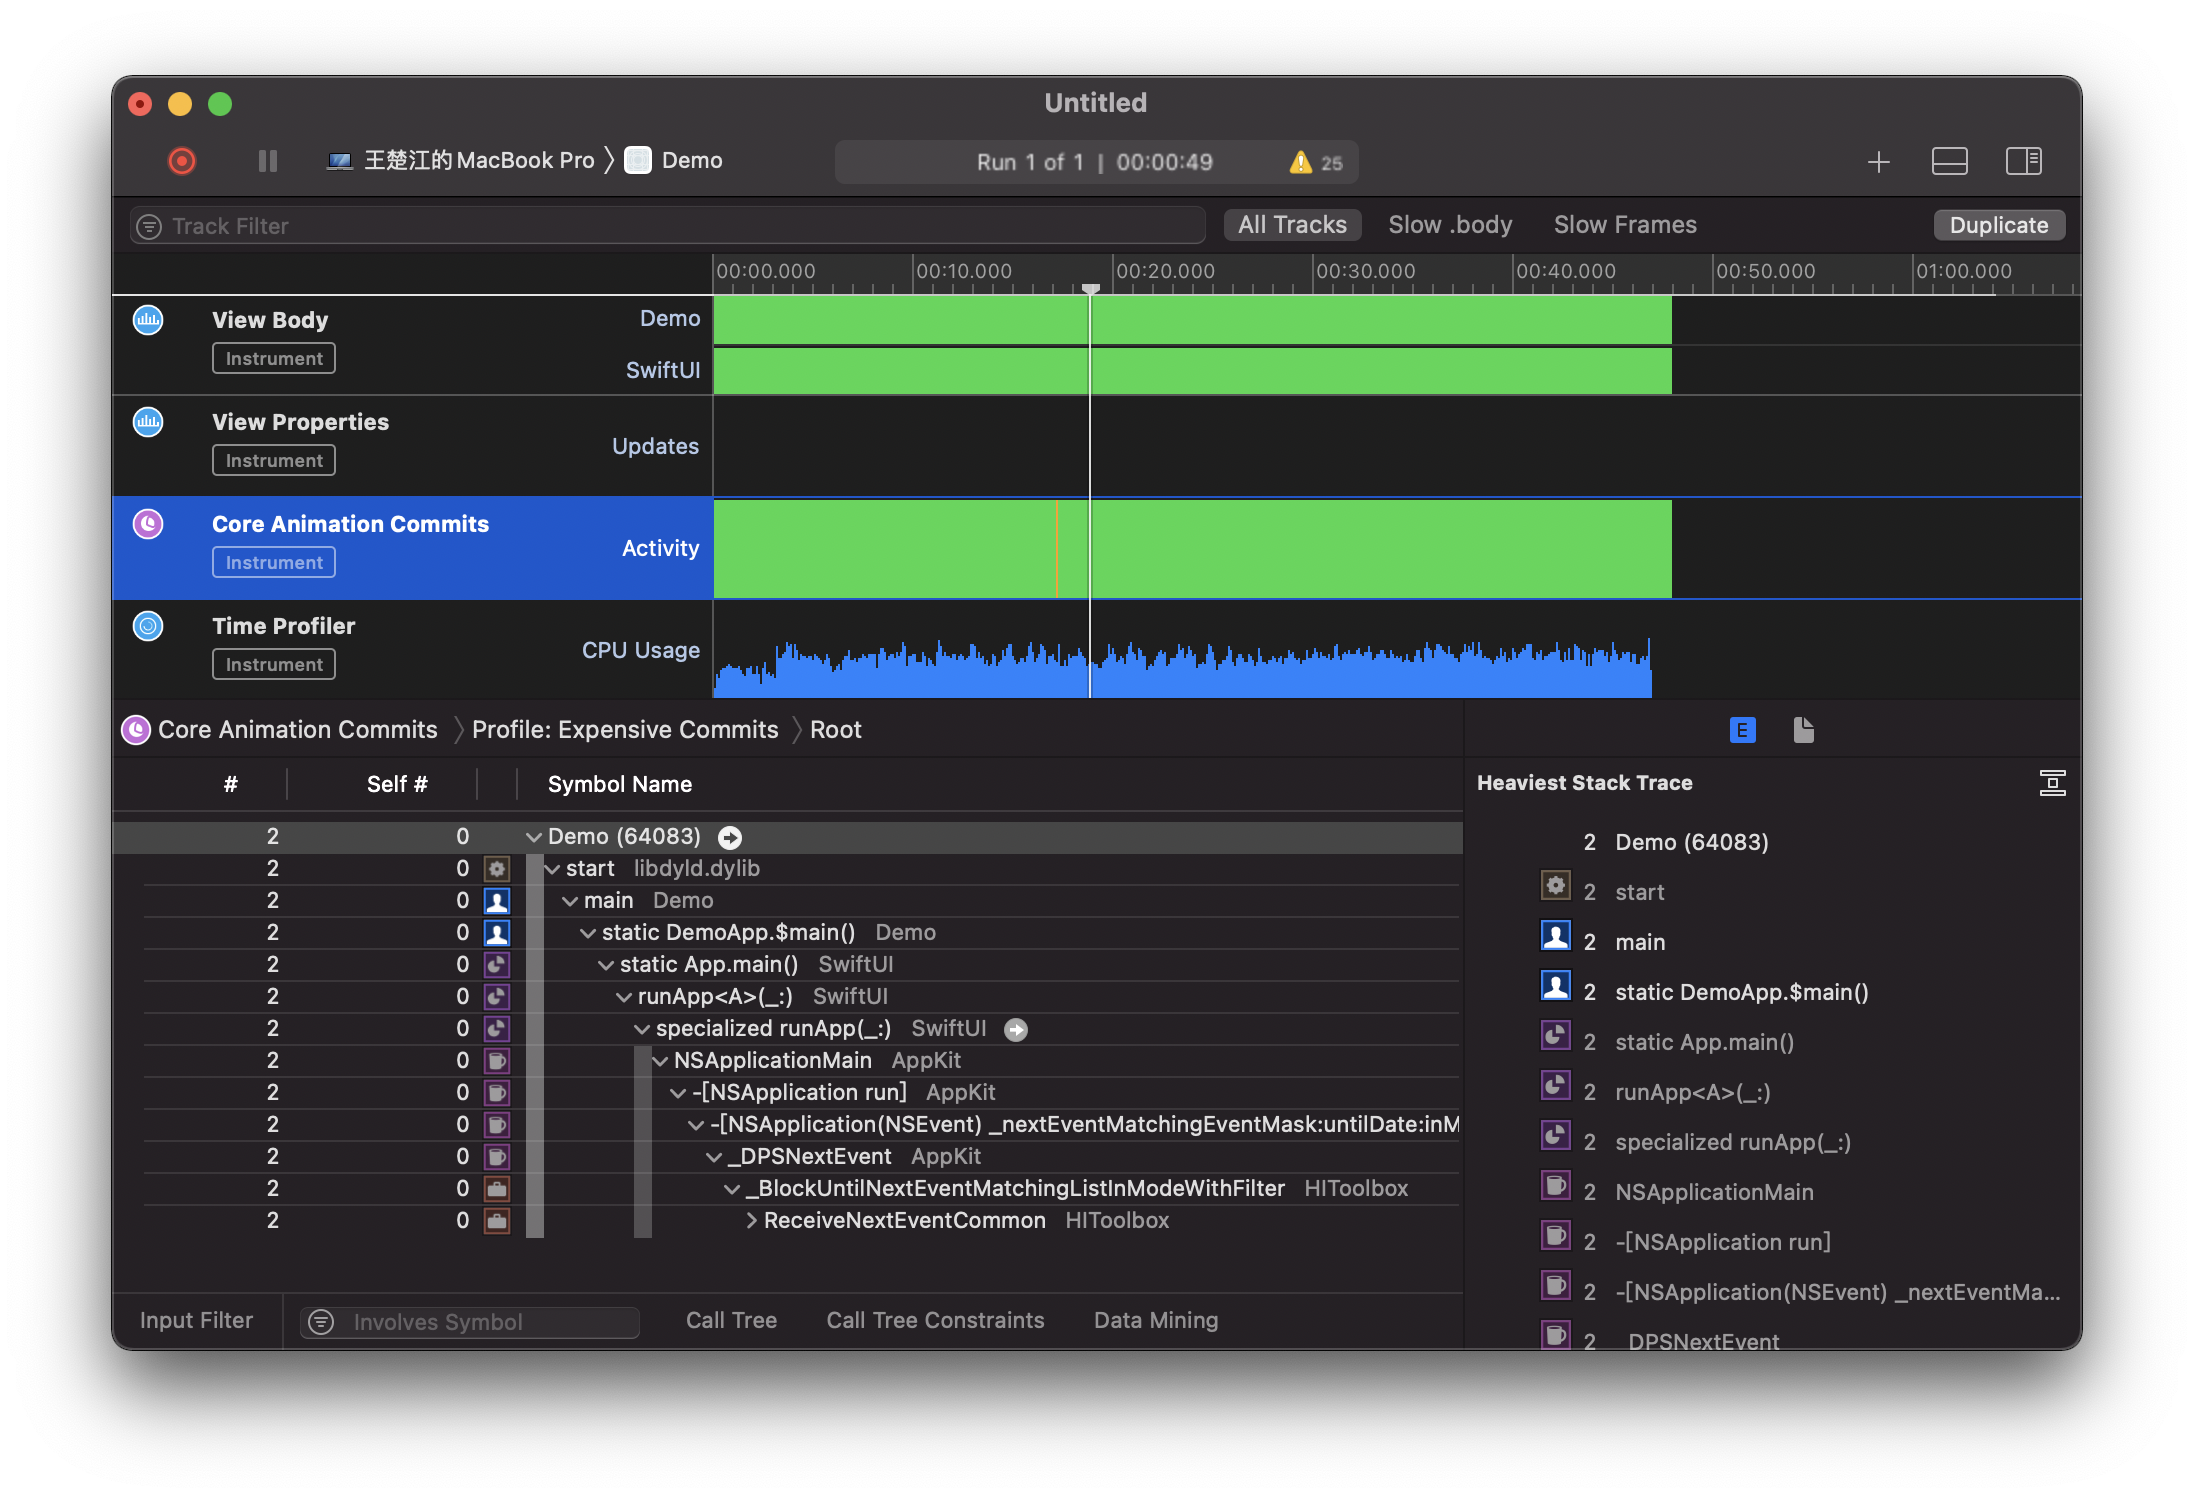 Untitled
王楚江的MacBook Pro 〉 Demo
Run 1 of 1 | 00:00:49
25
Track Filter
All Tracks
Slow .body
Slow Frames
Duplicate
00:00.000
00:10.000
00:20.000
00:30.000
00:40.000
00:50.000
01:00.000
View Body
Instrument
Demo
SwiftUI
View Properties
Instrument
Updates
Core Animation Commits
Instrument
Activity
Time Profiler
Instrument
CPU Usage
Core Animation Commits 〉 Profile: Expensive Commits 〉 Root
# Self # Symbol Name
2 0 Demo (64083)
2 0 start libdyld.dylib
2 0 main Demo
2 0 static DemoApp.$main() Demo
2 0 static App.main() SwiftUI
2 0 runApp<A>(_:) SwiftUI
2 0 specialized runApp(_:) SwiftUI
2 0 NSApplicationMain AppKit
2 0 -[NSApplication run] AppKit
2 0 -[NSApplication(NSEvent) _nextEventMatchingEventMask:untilDate:inM
2 0 _DPSNextEvent AppKit
2 0 _BlockUntilNextEventMatchingListInModeWithFilter HIToolbox
2 0 ReceiveNextEventCommon HIToolbox
Input Filter
Involves Symbol
Call Tree
Call Tree Constraints
Data Mining
E
Heaviest Stack Trace
2 Demo (64083)
2 start
2 main
2 static DemoApp.$main()
2 static App.main()
2 runApp<A>(_:)
2 specialized runApp(_:)
2 NSApplicationMain
2 -[NSApplication run]
2 -[NSApplication(NSEvent) _nextEventMa...
2 _DPSNextEvent